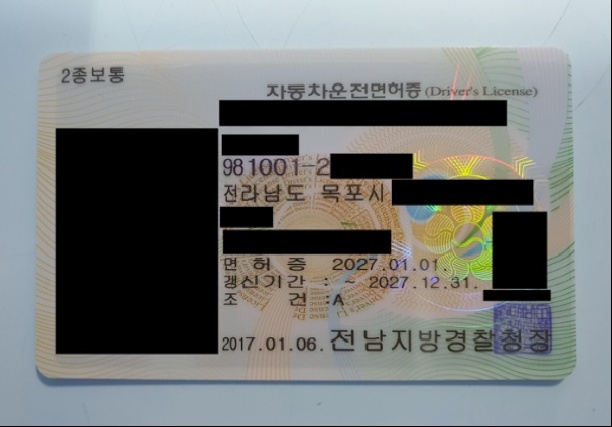 2종보통
자동차운전면허증 (Driver's License)
981001-2
전라남도 목포시
면 허 증 2027.01.01.
갱신기간 : ~ 2027.12.31.
조 건 :A
2017.01.06. 전남지방경찰청장